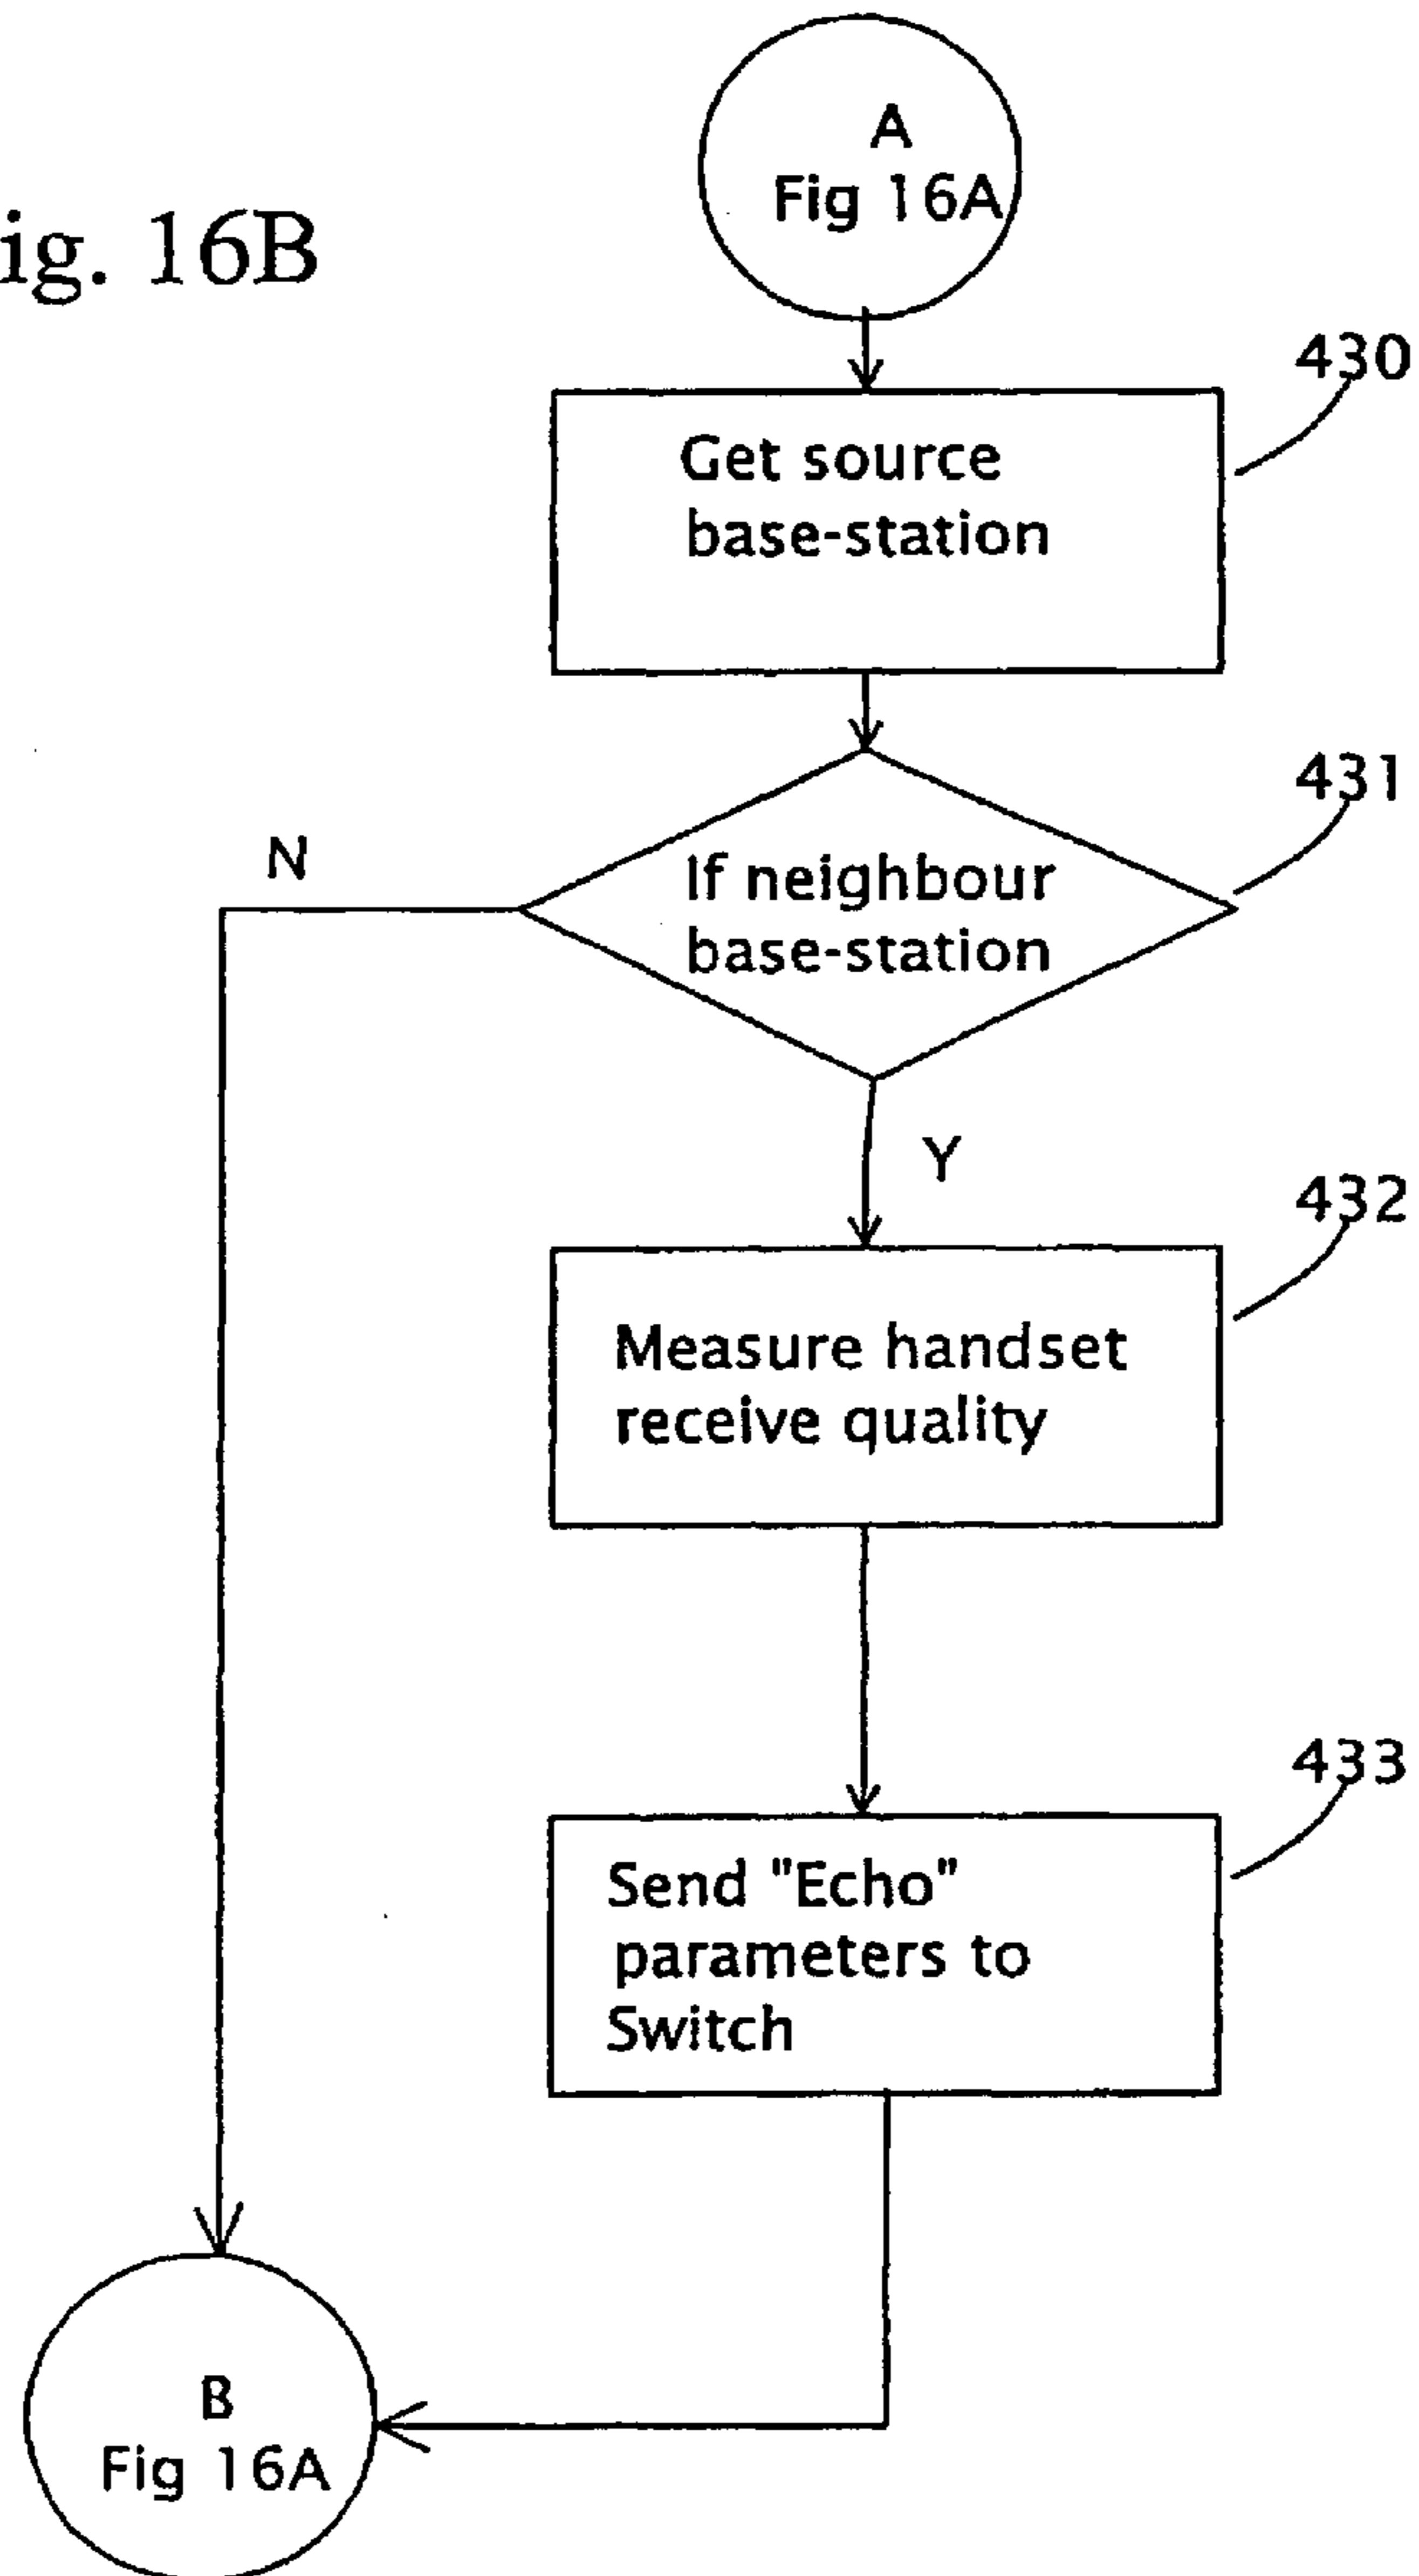 ig. 16B
A
Fig 16A
430
Get source
base-station
431
N
If neighbour
base-station
Y
432
Measure handset
receive quality
433
Send "Echo"
parameters to
Switch
B
Fig 16A